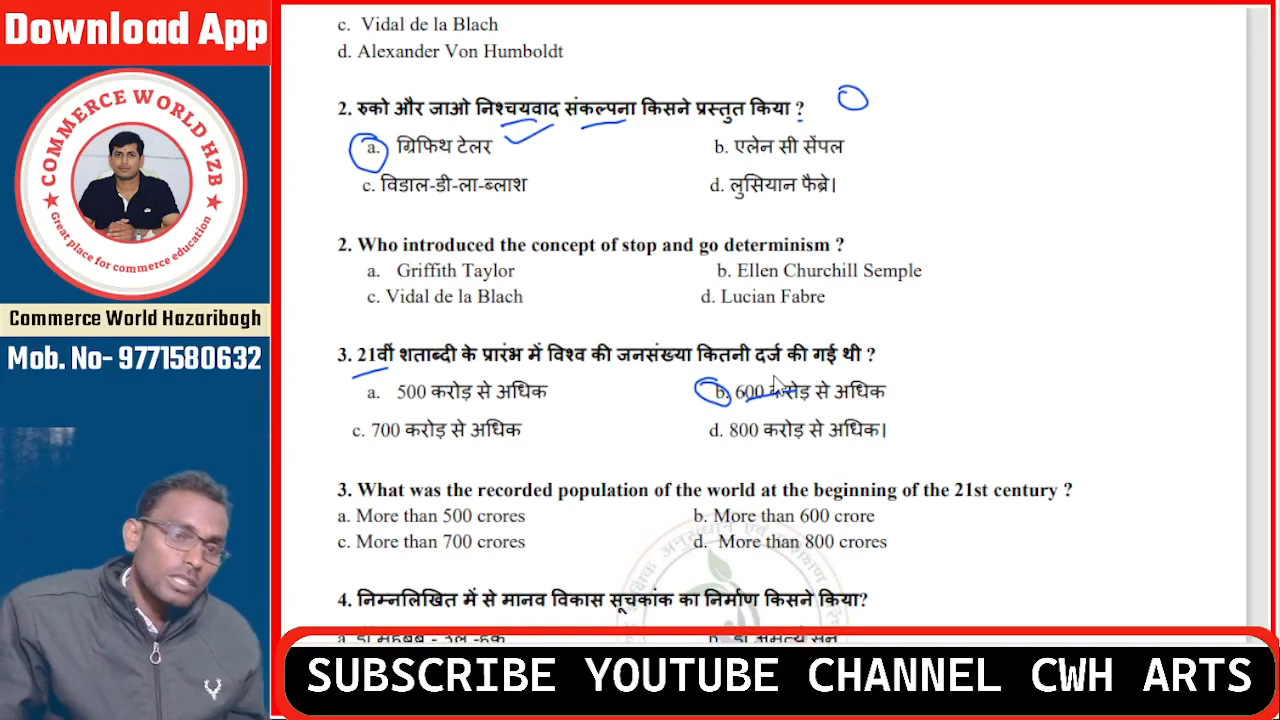 Download App
COMMERCE WORLD HZB
Great place for commerce education
Commerce World Hazaribagh
Mob. No- 9771580632
c. Vidal de la Blach
d. Alexander Von Humboldt
2. रुको और जाओ निश्चयवाद संकल्पना किसने प्रस्तुत किया ?
a. ग्रिफिथ टेलर b. एलेन सी सेंपल
c. विडाल-डी-ला-ब्लाश d. लुसियान फैब्रे।
2. Who introduced the concept of stop and go determinism ?
a. Griffith Taylor b. Ellen Churchill Semple
c. Vidal de la Blach d. Lucian Fabre
3. 21वीं शताब्दी के प्रारंभ में विश्व की जनसंख्या कितनी दर्ज की गई थी ?
a. 500 करोड़ से अधिक b. 600 करोड़ से अधिक
c. 700 करोड़ से अधिक d. 800 करोड़ से अधिक।
3. What was the recorded population of the world at the beginning of the 21st century ?
a. More than 500 crores b. More than 600 crore
c. More than 700 crores d. More than 800 crores
4. निम्नलिखित में से मानव विकास सूचकांक का निर्माण किसने किया?
SUBSCRIBE YOUTUBE CHANNEL CWH ARTS